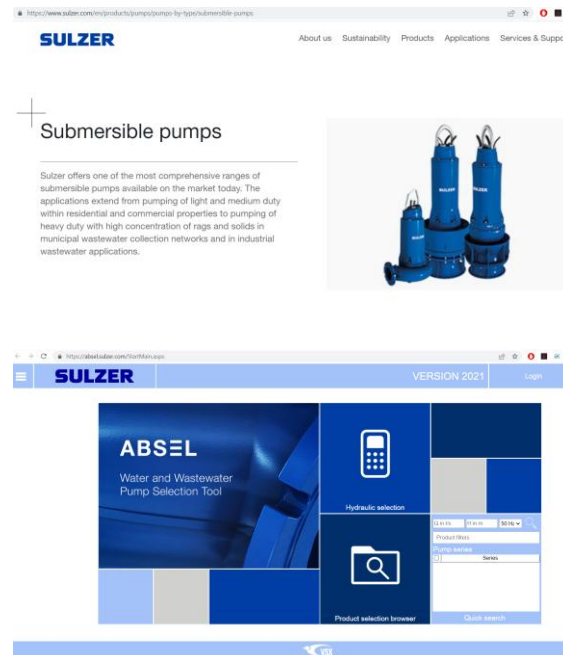 https://www.sulzer.com/en/products/pumps/pumps-by-type/submersible-pumps
SULZER
About us Sustainability Products Applications Services & Suppo
Submersible pumps
Sulzer offers one of the most comprehensive ranges of
submersible pumps available on the market today. The
applications extend from pumping of light and medium duty
within residential and commercial properties to pumping of
heavy duty with high concentration of rags and solids in
municipal wastewater collection networks and in industrial
wastewater applications.
SULZER
SULZER
https://absel.sulzer.com/StartMain.aspx
SULZER
VERSION 2021
Login
ABSEL
Water and Wastewater
Pump Selection Tool
Hydraulic selection
Product selection browser
Q in l/s
H in m
50 Hz
Product filters
Pump series
Series
Quick search
VSX